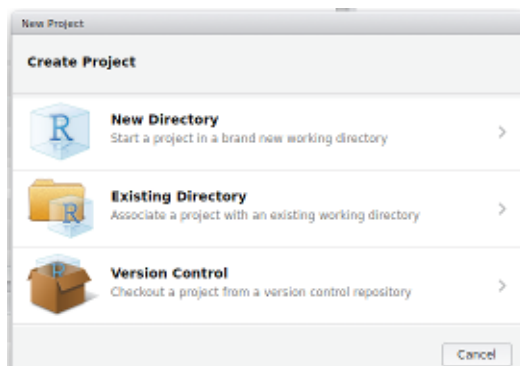 New Project
Create Project
New Directory
Start a project in a brand new working directory
Existing Directory
Associate a project with an existing working directory
Version Control
Checkout a project from a version control repository
Cancel